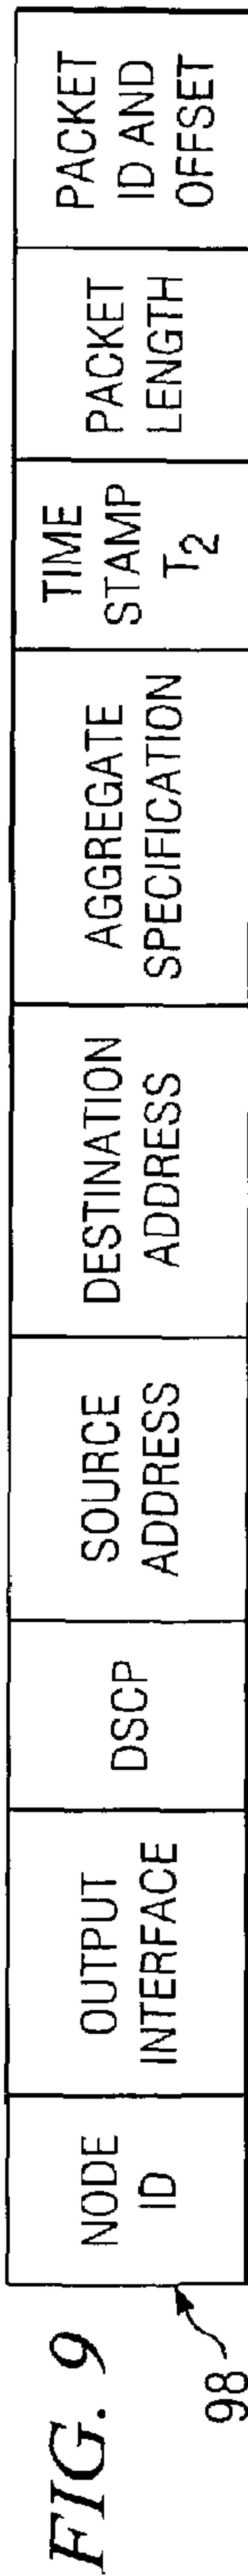 FIG. 9
98
NODE
ID
OUTPUT
INTERFACE
DSCP
SOURCE
ADDRESS
DESTINATION
ADDRESS
AGGREGATE
SPECIFICATION
TIME
STAMP
T2
PACKET
LENGTH
PACKET
ID AND
OFFSET